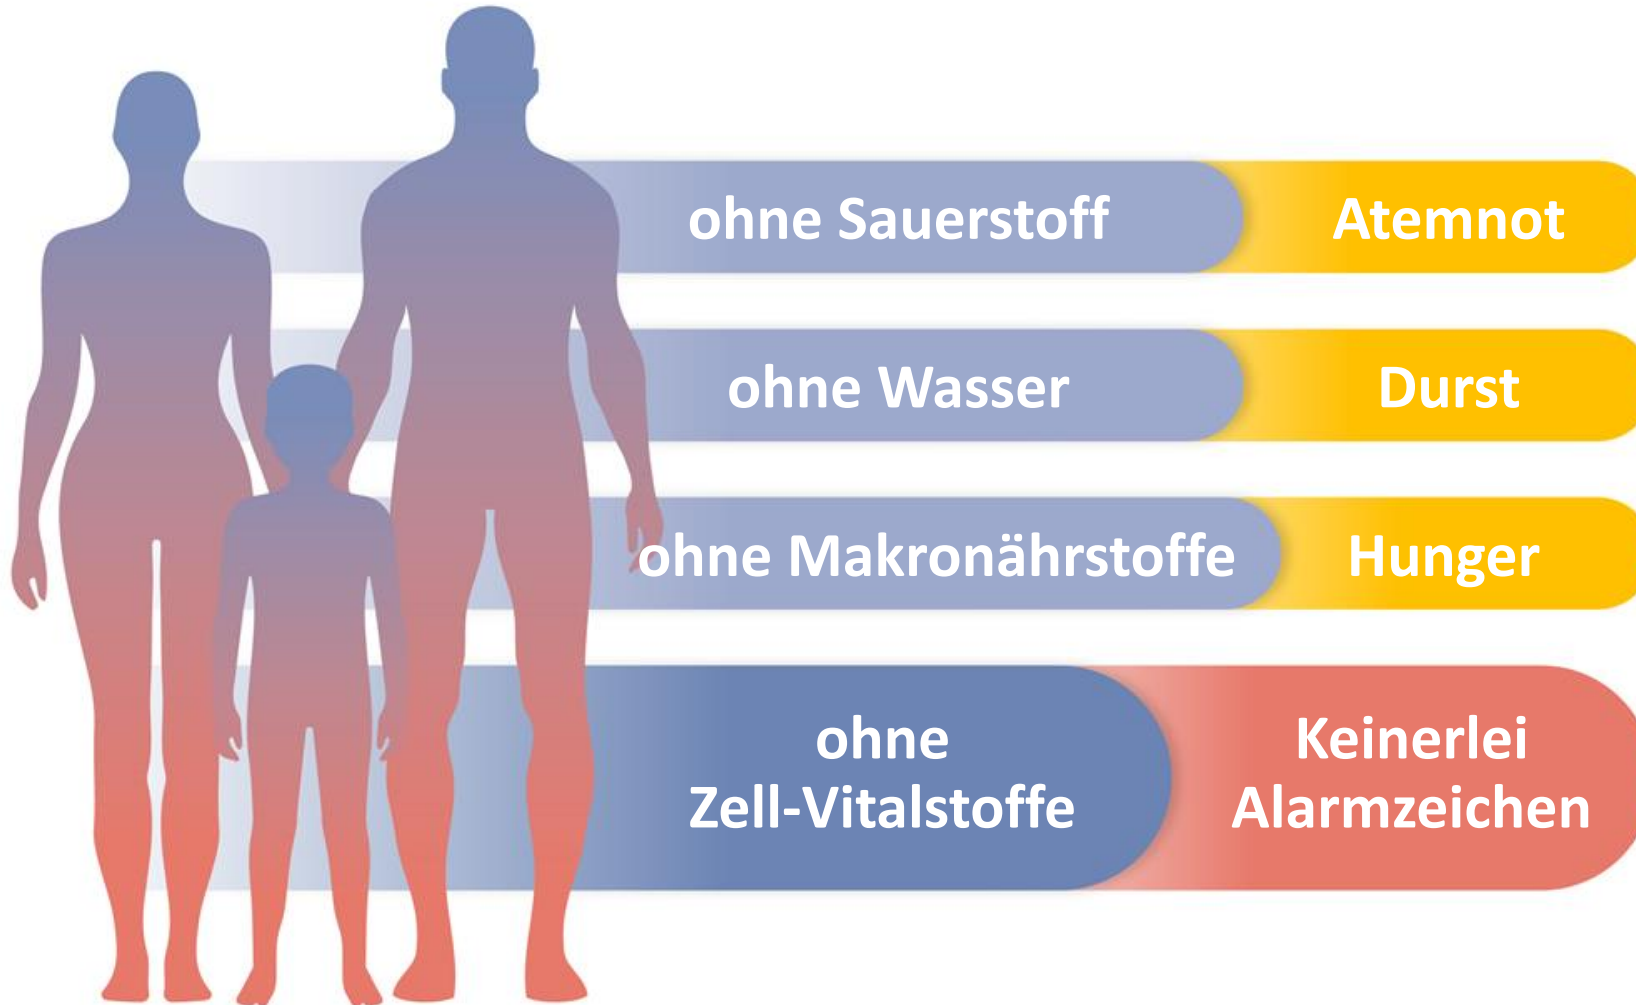 ohne Sauerstoff Atemnot
ohne Wasser Durst
ohne Makronährstoffe Hunger
ohne
Zell-Vitalstoffe
Keinerlei
Alarmzeichen